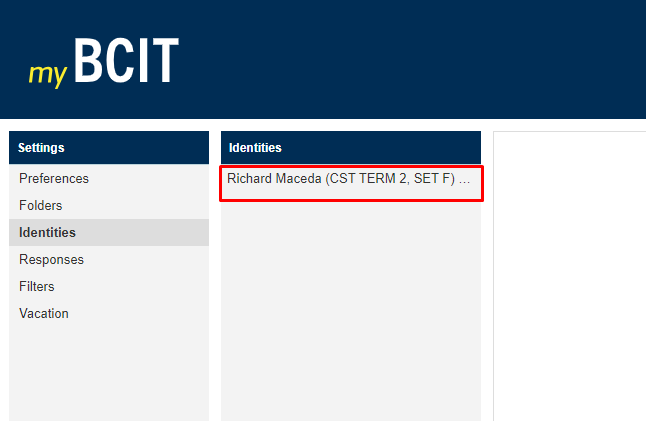 my BCIT
Settings
Preferences
Folders
Identities
Responses
Filters
Vacation
Identities
Richard Maceda (CST TERM 2, SET F) ...